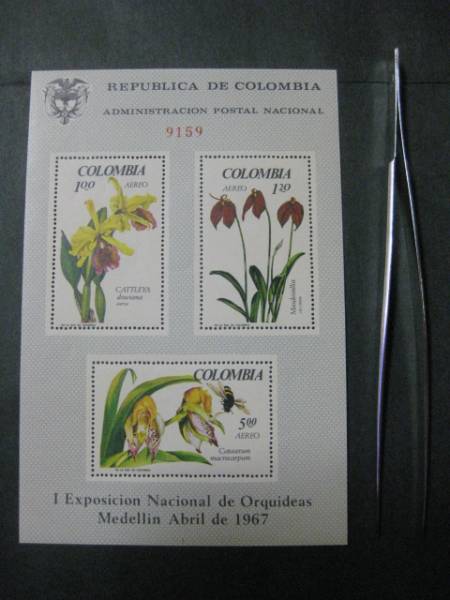 REPUBLICA DE COLOMBIA
ADMINISTRACION POSTAL NACIONAL
9159
COLOMBIA
1.00 AEREO
CATTLEYA
dowiana
aurea
COLOMBIA
AEREO 1.20
Masdevallia
COLOMBIA
5.00
AEREO
Catasetum
macrocarpum
I Exposicion Nacional de Orquideas
Medellin Abril de 1967